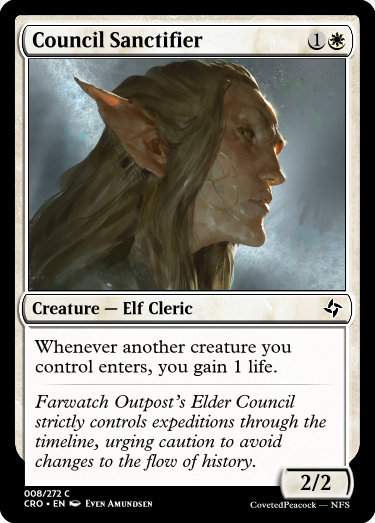 Council Sanctifier 1
Creature — Elf Cleric
Whenever another creature you
control enters, you gain 1 life.
Farwatch Outpost's Elder Council
strictly controls expeditions through the
timeline, urging caution to avoid
changes to the flow of history.
2/2
008/272 C
CRO • EN Even Amundsen
CovetedPeacock — NFS